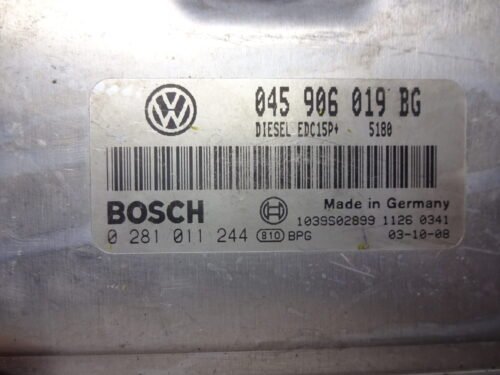 VW 045 906 019 BG
DIESEL EDC15P+ 5180
BOSCH Made in Germany
1039S02899 1126 0341
0 281 011 244 810 BPG 03-10-08